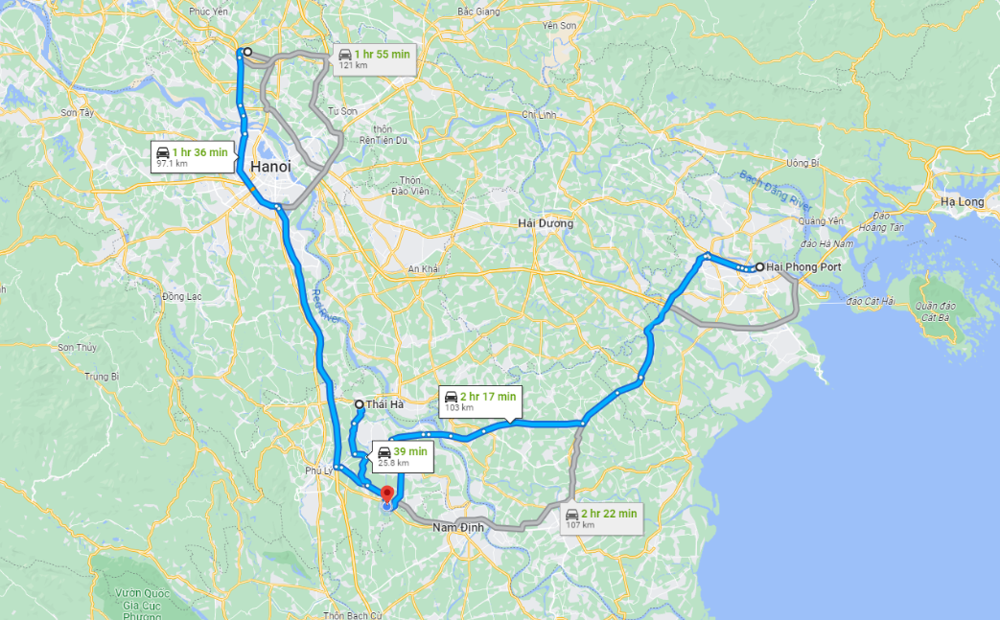 Phúc Yên
Bắc Giang
Yên Sơn
1 hr 55 min
121 km
Sơn Tây
Từ Sơn
Chí Linh
thôn
RềnTiên Du
1 hr 36 min
97.1 km
Hanoi
Thôn
Đào Viên
Uông Bí
Bạch Đằng River
Hạ Long
Đảo
Hoàng Tân
Quảng Yên
Hải Dương
đảo Hà Nam
An Khải
Hai Phong Port
Đồng Lạc
Red River
đảo Cát Hải
Quần đảo
Cát Bà
Sơn Thủy
Trung Bì
2 hr 17 min
103 km
Thái Hà
39 min
25.8 km
Phủ Lý
2 hr 22 min
107 km
Nam Định
Vườn Quốc
Gia Cúc
Phương
Thôn Bạch Cừ